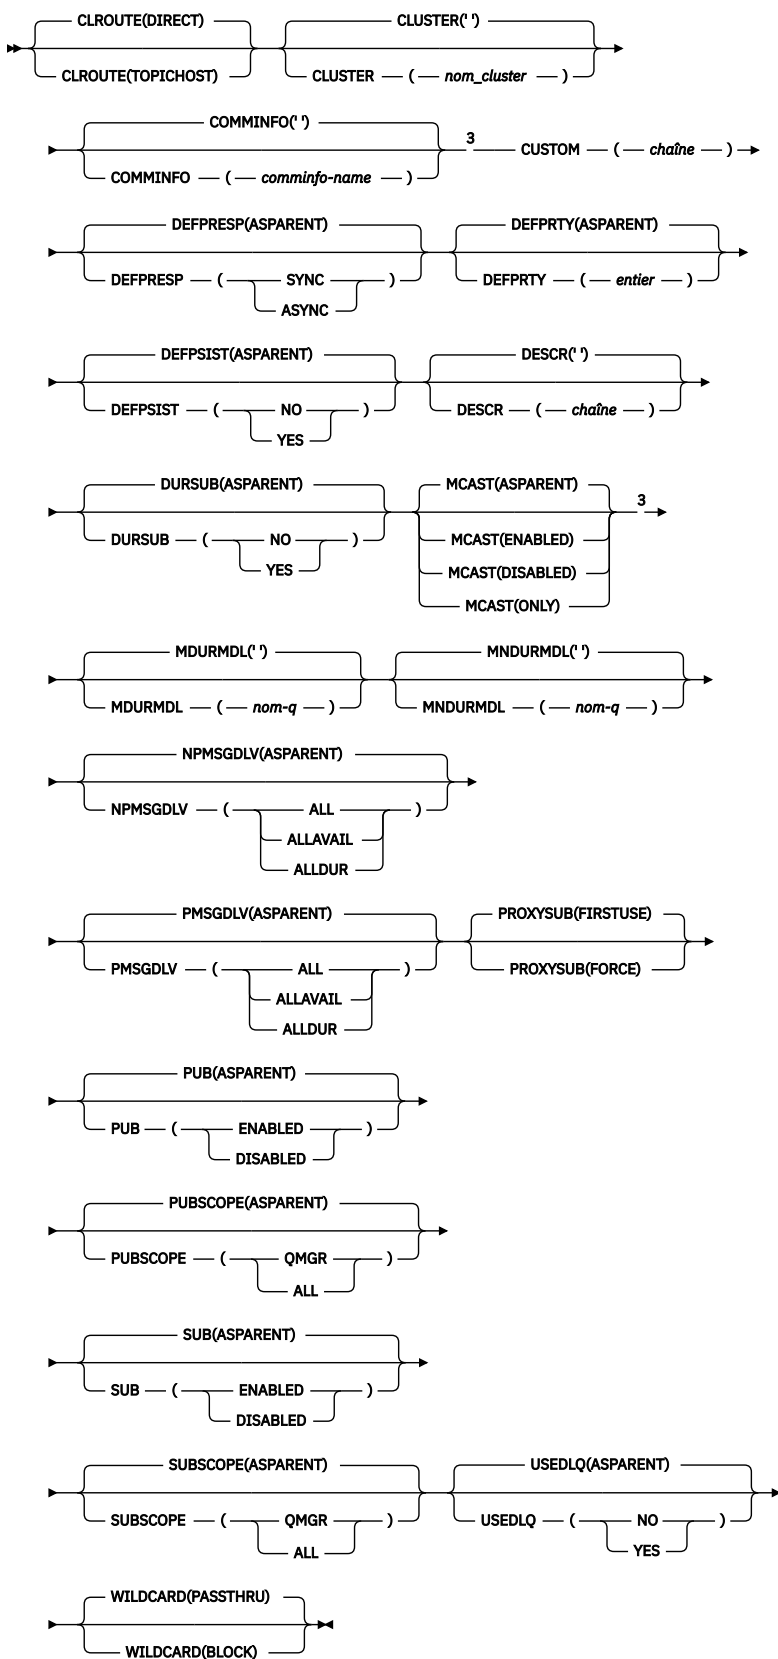 CLROUTE(DIRECT) CLUSTER(' ')
CLROUTE(TOPICHOST) CLUSTER ( nom_cluster )
COMMINFO(' ') 3
COMMINFO ( comminfo-name ) CUSTOM ( chaîne )
DEFPRESP(ASPARENT) DEFPRTY(ASPARENT)
DEFPRESP ( SYNC ) DEFPRTY ( entier )
ASYNC
DEFPSIST(ASPARENT) DESCR(' ')
DEFPSIST ( NO ) DESCR ( chaîne )
YES
DURSUB(ASPARENT) MCAST(ASPARENT) 3
DURSUB ( NO ) MCAST(ENABLED)
YES MCAST(DISABLED)
MCAST(ONLY)
MDURMDL(' ') MNDURMDL(' ')
MDURMDL ( nom-q ) MNDURMDL ( nom-q )
NPMSGDLV(ASPARENT)
NPMSGDLV ( ALL )
ALLAVAIL
ALLDUR
PMSGDLV(ASPARENT) PROXYSUB(FIRSTUSE)
PMSGDLV ( ALL ) PROXYSUB(FORCE)
ALLAVAIL
ALLDUR
PUB(ASPARENT)
PUB ( ENABLED )
DISABLED
PUBSCOPE(ASPARENT)
PUBSCOPE ( QMGR )
ALL
SUB(ASPARENT)
SUB ( ENABLED )
DISABLED
SUBSCOPE(ASPARENT) USEDLQ(ASPARENT)
SUBSCOPE ( QMGR ) USEDLQ ( NO )
ALL YES
WILDCARD(PASSTHRU)
WILDCARD(BLOCK)